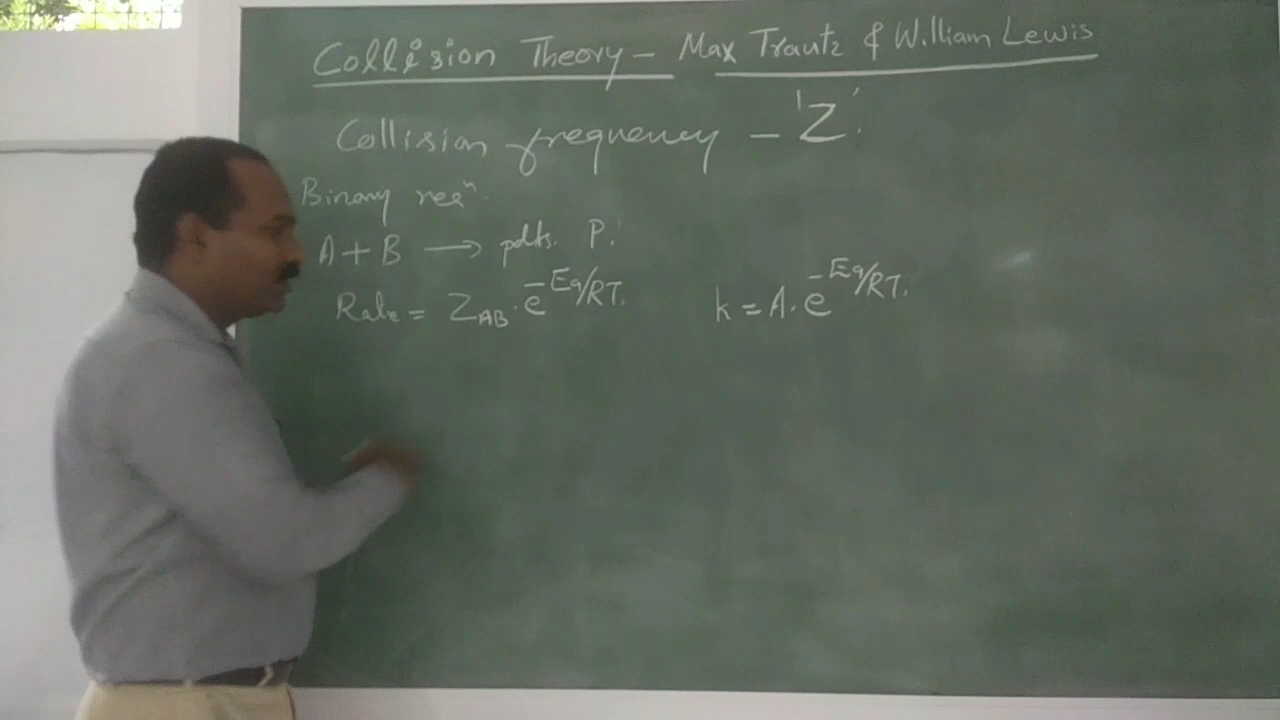 Collision Theory - Max Trautz & William Lewis
Collision frequency - 'Z'.
Binary reaⁿ.
A + B → pdts. P.
Rate = Z_AB · e^-Ea/RT.
k = A. e^-Ea/RT.